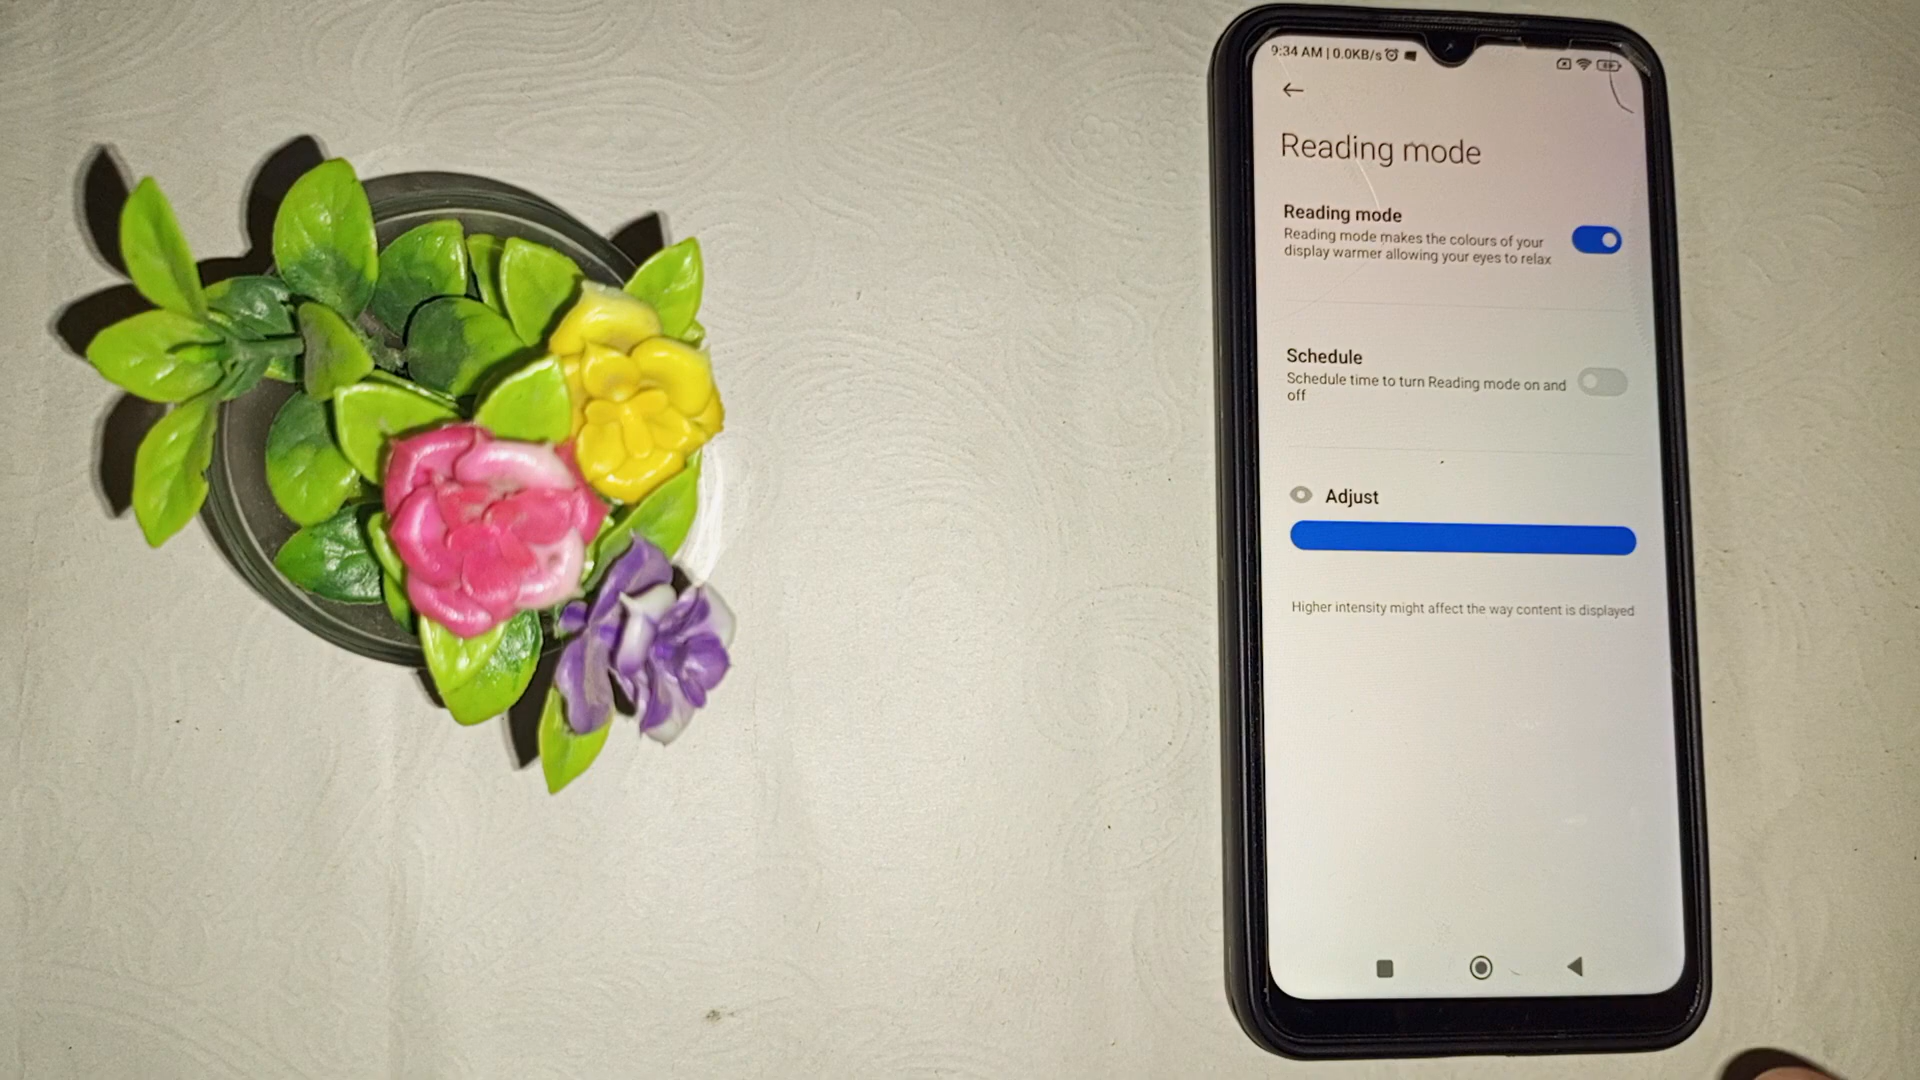 9:34 AM | 0.0KB/s
Reading mode
Reading mode
Reading mode makes the colours of your
display warmer allowing your eyes to relax
Schedule
Schedule time to turn Reading mode on and
off
Adjust
Higher intensity might affect the way content is displayed